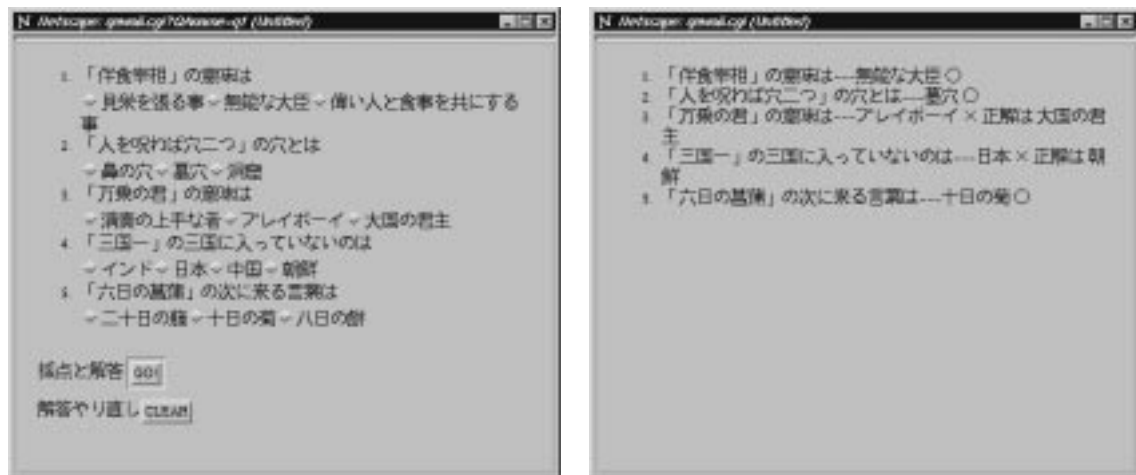 Netscape: qmail.cgi?QAnswer-q1 (Untitled)
1. 「伴食宰相」の意味は
見栄を張る事 無能な大臣 偉い人と食事を共にする
事
2. 「人を呪わば穴二つ」の穴とは
鼻の穴 墓穴 洞窟
3. 「万乗の君」の意味は
演奏の上手な者 プレイボーイ 大国の君主
4. 「三国一」の三国に入っていないのは
インド 日本 中国 朝鮮
5. 「六日の菖蒲」の次に来る言葉は
二十日の 十日の菊 八日の餅
採点と解答 GO!
解答やり直し CLEAR
Netscape: (Untitled)
1. 「伴食宰相」の意味は---無能な大臣 ○
2. 「人を呪わば穴二つ」の穴とは---墓穴 ○
3. 「万乗の君」の意味は---プレイボーイ × 正解は 大国の君
主
4. 「三国一」の三国に入っていないのは---日本 × 正解は 朝
鮮
5. 「六日の菖蒲」の次に来る言葉は---十日の菊 ○